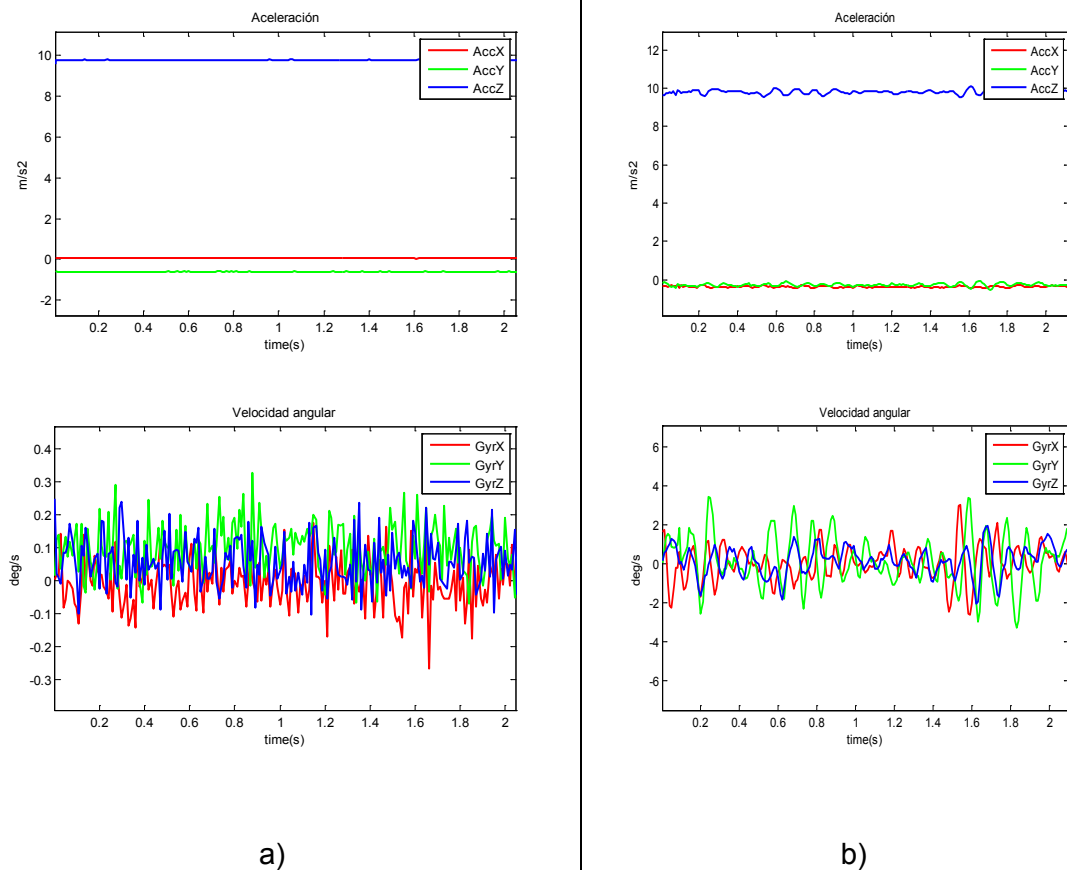 Aceleración
10
8
6
4
2
0
-2
m/s2
AccX
AccY
AccZ
0.2 0.4 0.6 0.8 1 1.2 1.4 1.6 1.8 2
time(s)
Velocidad angular
0.4
0.3
0.2
0.1
0
-0.1
-0.2
-0.3
deg/s
GyrX
GyrY
GyrZ
0.2 0.4 0.6 0.8 1 1.2 1.4 1.6 1.8 2
time(s)
a)
Aceleración
12
10
8
6
4
2
0
m/s2
AccX
AccY
AccZ
0.2 0.4 0.6 0.8 1 1.2 1.4 1.6 1.8 2
time(s)
Velocidad angular
6
4
2
0
-2
-4
-6
deg/s
GyrX
GyrY
GyrZ
0.2 0.4 0.6 0.8 1 1.2 1.4 1.6 1.8 2
time(s)
b)